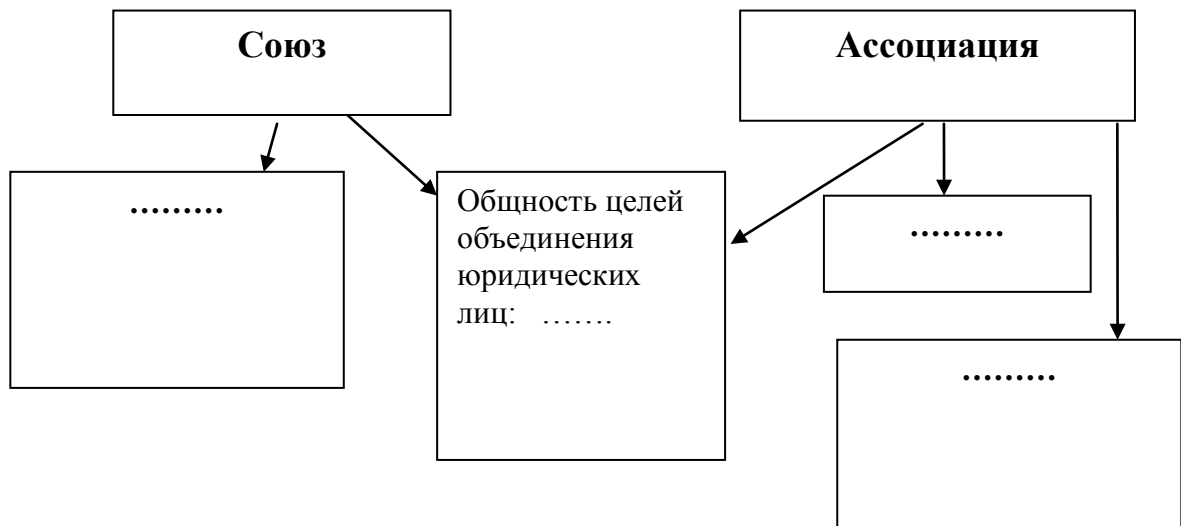 Союз
Ассоциация
………
Общность целей
объединения
юридических
лиц: …….
………
………